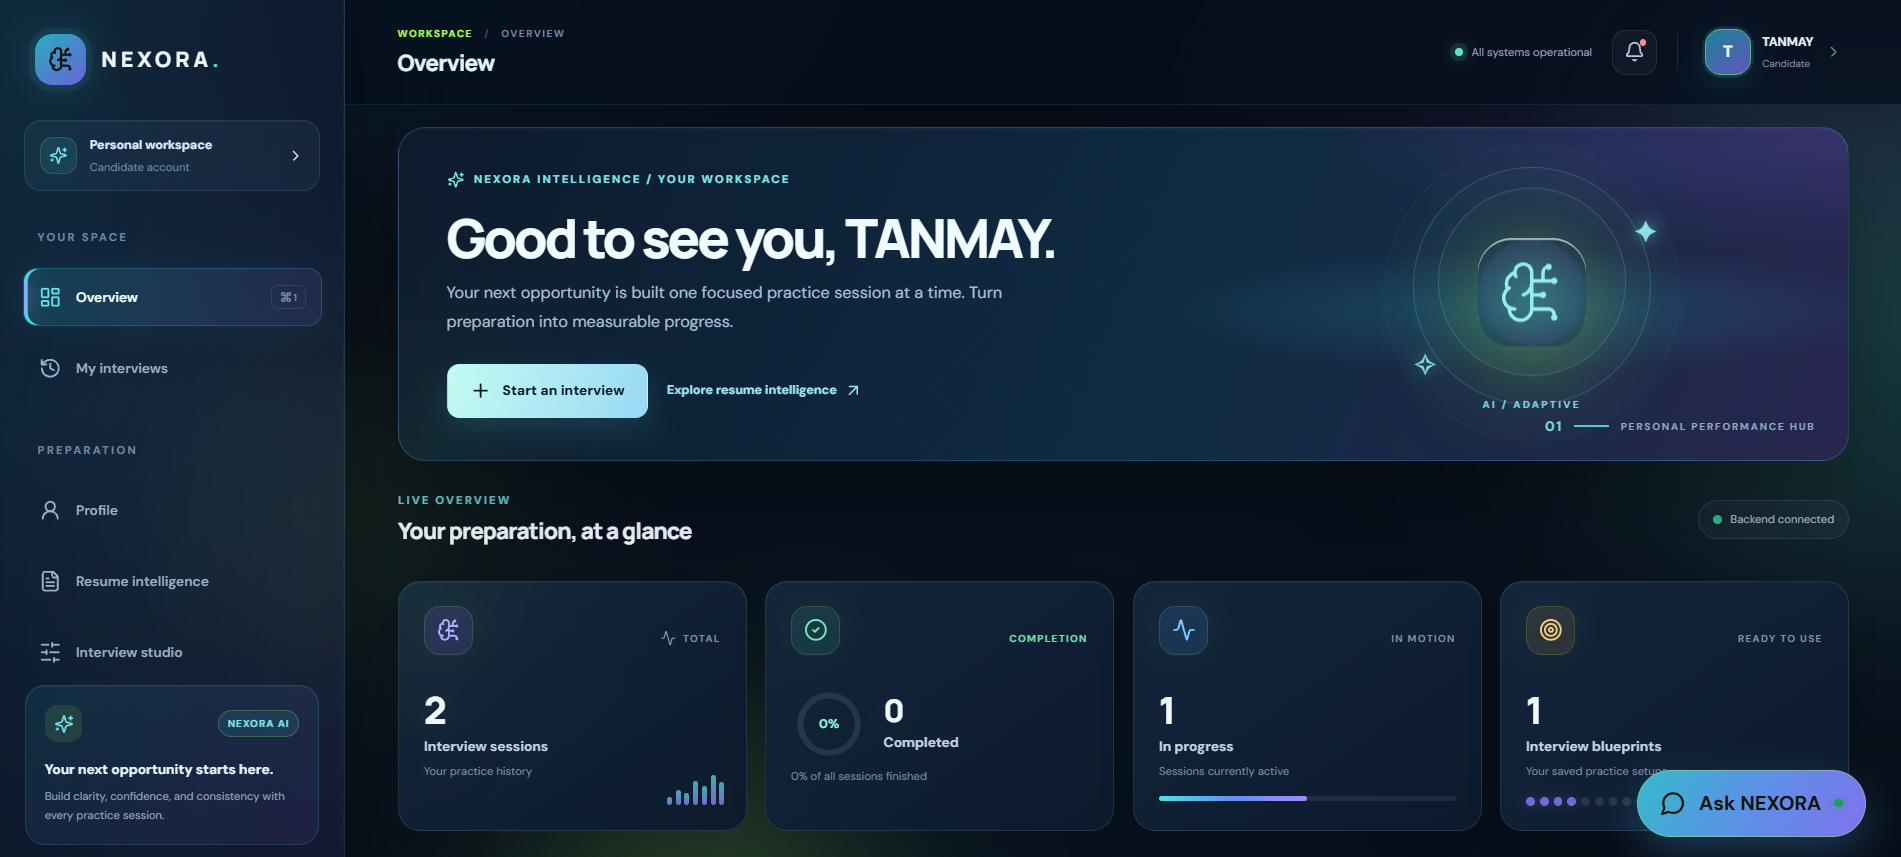 NEXORA.
Personal workspace
Candidate account
YOUR SPACE
Overview
⌘1
My interviews
PREPARATION
Profile
Resume intelligence
Interview studio
NEXORA AI
Your next opportunity starts here.
Build clarity, confidence, and consistency with
every practice session.
WORKSPACE / OVERVIEW
Overview
All systems operational
T
TANMAY
Candidate
NEXORA INTELLIGENCE / YOUR WORKSPACE
Good to see you, TANMAY.
Your next opportunity is built one focused practice session at a time. Turn
preparation into measurable progress.
Start an interview
Explore resume intelligence
AI / ADAPTIVE
01
PERSONAL PERFORMANCE HUB
LIVE OVERVIEW
Your preparation, at a glance
Backend connected
TOTAL
2
Interview sessions
Your practice history
COMPLETION
0%
0
Completed
0% of all sessions finished
IN MOTION
1
In progress
Sessions currently active
READY TO USE
1
Interview blueprints
Your saved practice setups
Ask NEXORA